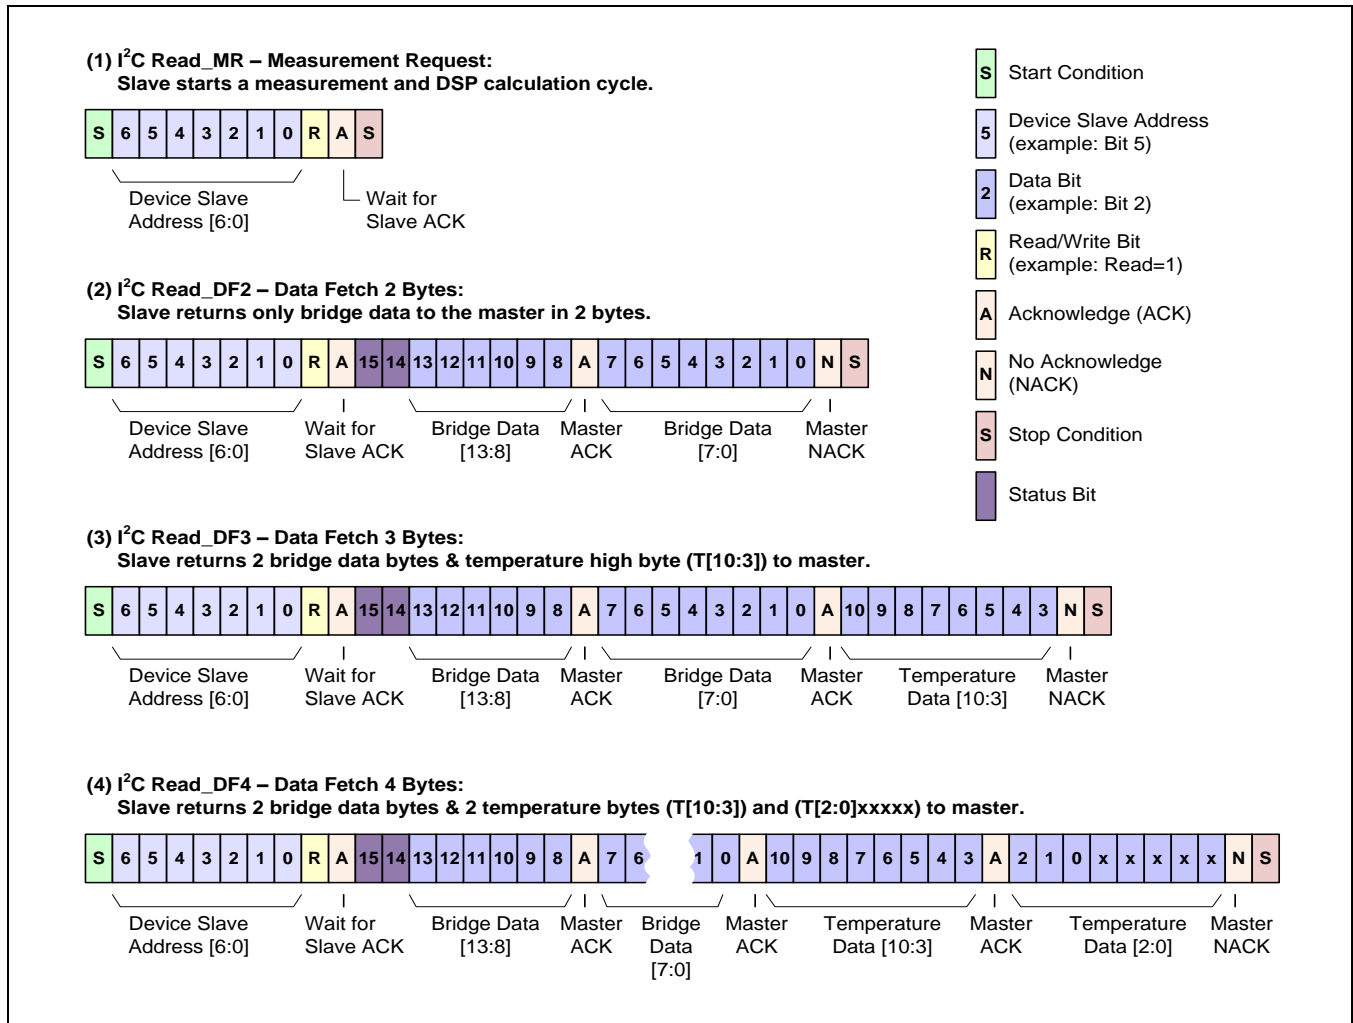 (1) I²C Read_MR – Measurement Request:
Slave starts a measurement and DSP calculation cycle.
S 6 5 4 3 2 1 0 R A S
Device Slave
Address [6:0]
Wait for
Slave ACK
(2) I²C Read_DF2 – Data Fetch 2 Bytes:
Slave returns only bridge data to the master in 2 bytes.
S 6 5 4 3 2 1 0 R A 15 14 13 12 11 10 9 8 A 7 6 5 4 3 2 1 0 N S
Device Slave
Address [6:0]
Wait for
Slave ACK
Bridge Data
[13:8]
Master
ACK
Bridge Data
[7:0]
Master
NACK
S Start Condition
5 Device Slave Address
(example: Bit 5)
2 Data Bit
(example: Bit 2)
R Read/Write Bit
(example: Read=1)
A Acknowledge (ACK)
N No Acknowledge
(NACK)
S Stop Condition
Status Bit
(3) I²C Read_DF3 – Data Fetch 3 Bytes:
Slave returns 2 bridge data bytes & temperature high byte (T[10:3]) to master.
S 6 5 4 3 2 1 0 R A 15 14 13 12 11 10 9 8 A 7 6 5 4 3 2 1 0 A 10 9 8 7 6 5 4 3 N S
Device Slave
Address [6:0]
Wait for
Slave ACK
Bridge Data
[13:8]
Master
ACK
Bridge Data
[7:0]
Master
ACK
Temperature
Data [10:3]
Master
NACK
(4) I²C Read_DF4 – Data Fetch 4 Bytes:
Slave returns 2 bridge data bytes & 2 temperature bytes (T[10:3]) and (T[2:0]xxxxx) to master.
S 6 5 4 3 2 1 0 R A 15 14 13 12 11 10 9 8 A 7 6 1 0 A 10 9 8 7 6 5 4 3 A 2 1 0 x x x x x N S
Device Slave
Address [6:0]
Wait for
Slave ACK
Bridge Data
[13:8]
Master
ACK
Bridge
Data
[7:0]
Master
ACK
Temperature
Data [10:3]
Master
ACK
Temperature
Data [2:0]
Master
NACK